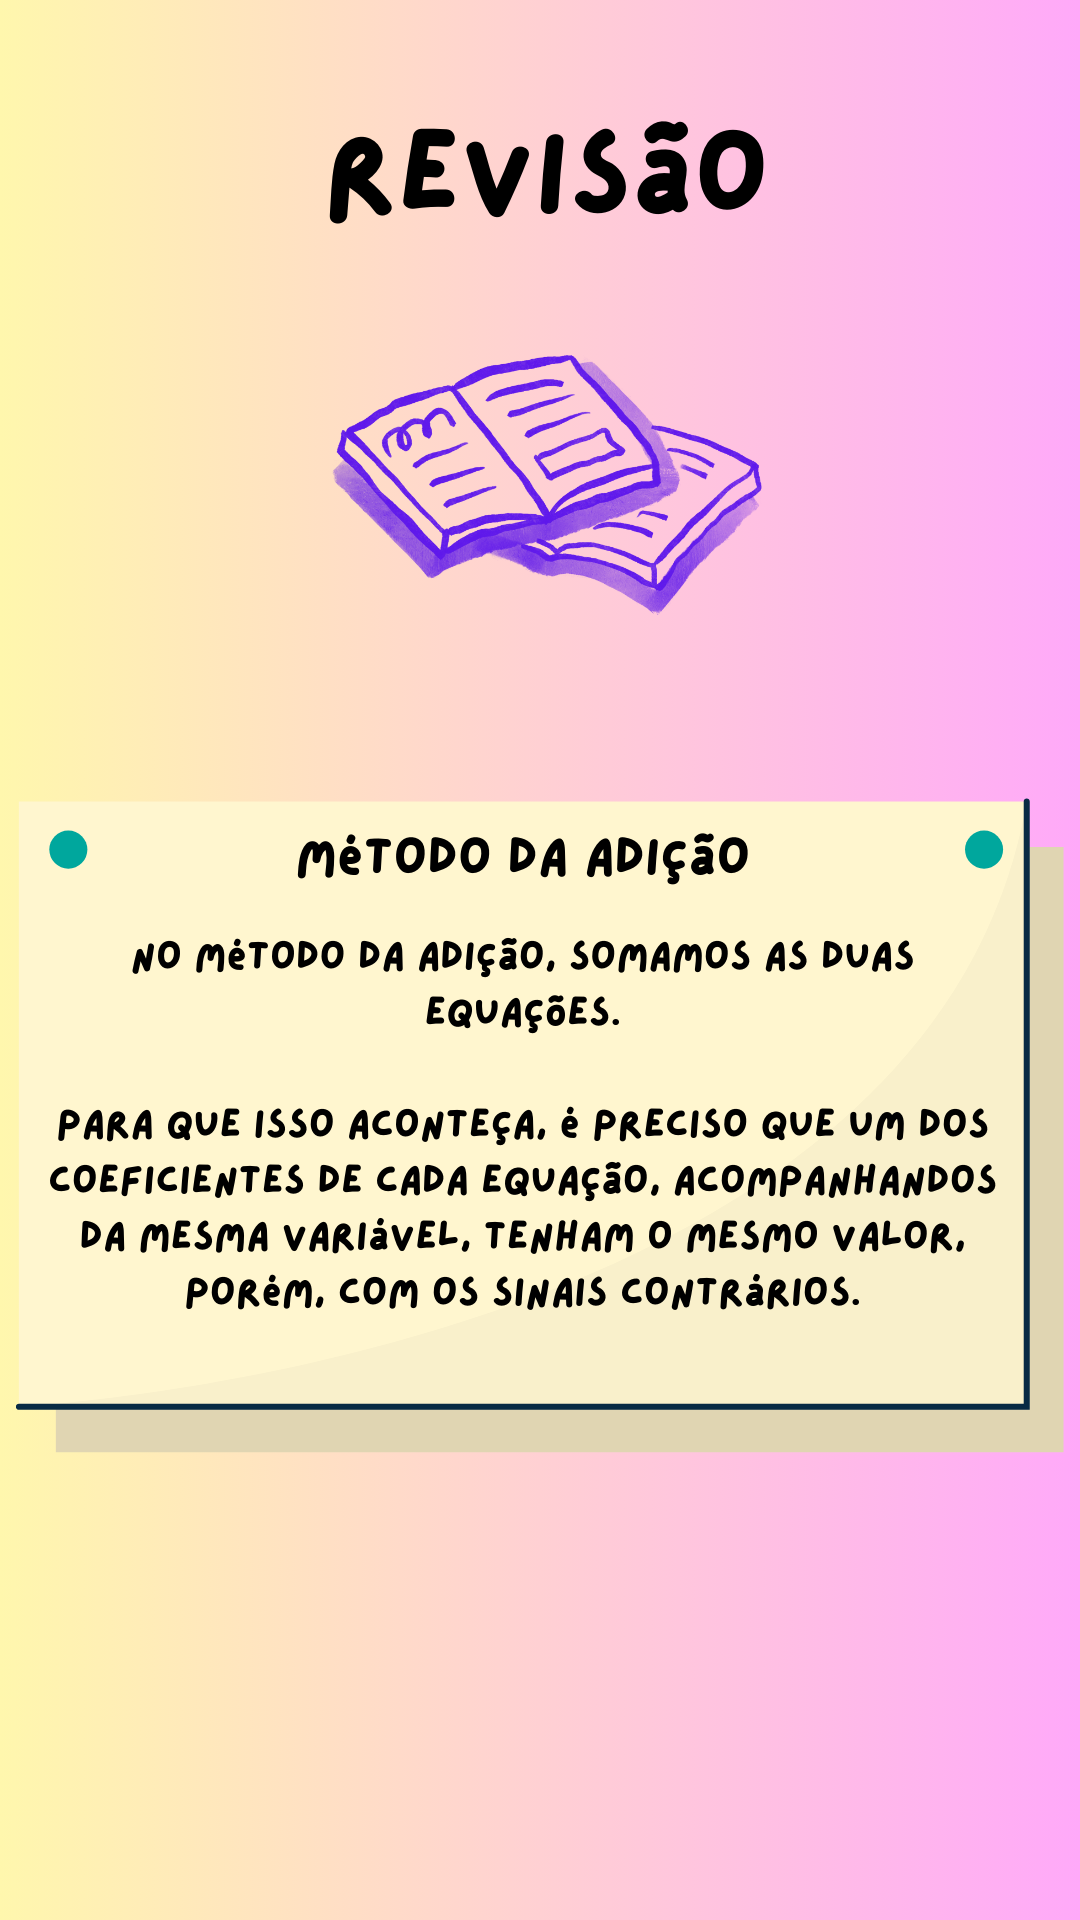 REVISÃO
MÉTODO DA ADIÇÃO
NO MÉTODO DA ADIÇÃO, SOMAMOS AS DUAS
EQUAÇÕES.
PARA QUE ISSO ACONTEÇA, É PRECISO QUE UM DOS
COEFICIENTES DE CADA EQUAÇÃO, ACOMPANHANDOS
DA MESMA VARIÁVEL, TENHAM O MESMO VALOR,
PORÉM, COM OS SINAIS CONTRÁRIOS.